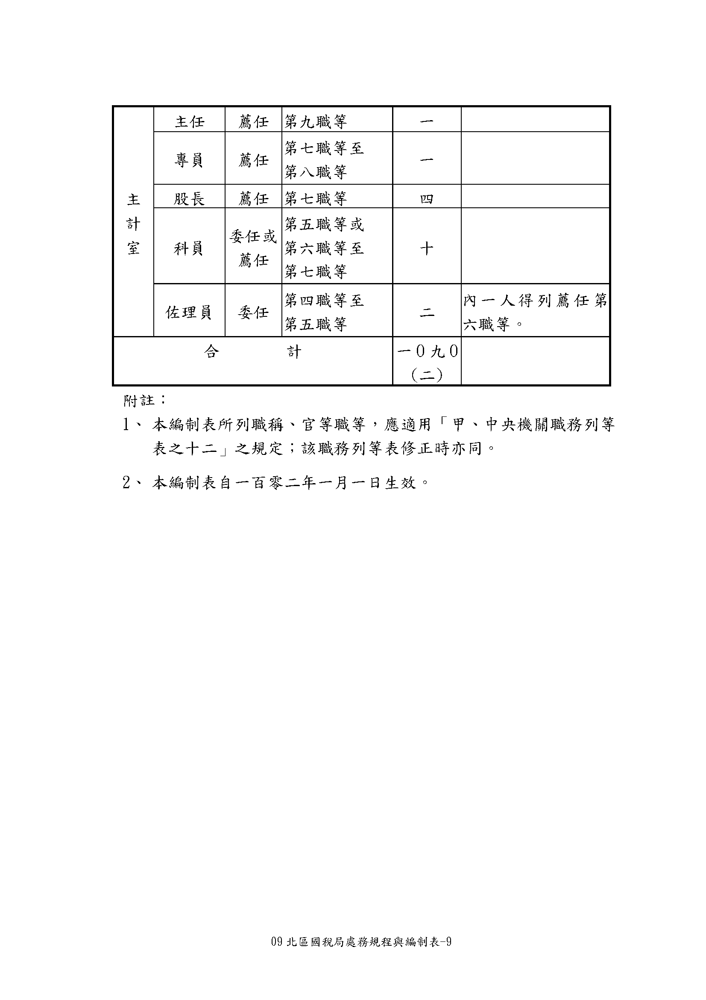 主
計
室
主任 薦任 第九職等 一
專員 薦任 第七職等至
第八職等 一
股長 薦任 第七職等 四
科員 委任或
薦任 第五職等或
第六職等至
第七職等 十
佐理員 委任 第四職等至
第五職等 二 內一人得列薦任第
六職等。
合 計 一0九0
(二)
附註：
1、 本編制表所列職稱、官等職等，應適用「甲、中央機關職務列等
表之十二」之規定；該職務列等表修正時亦同。
2、 本編制表自一百零二年一月一日生效。
09 北區國稅局處務規程與編制表-9